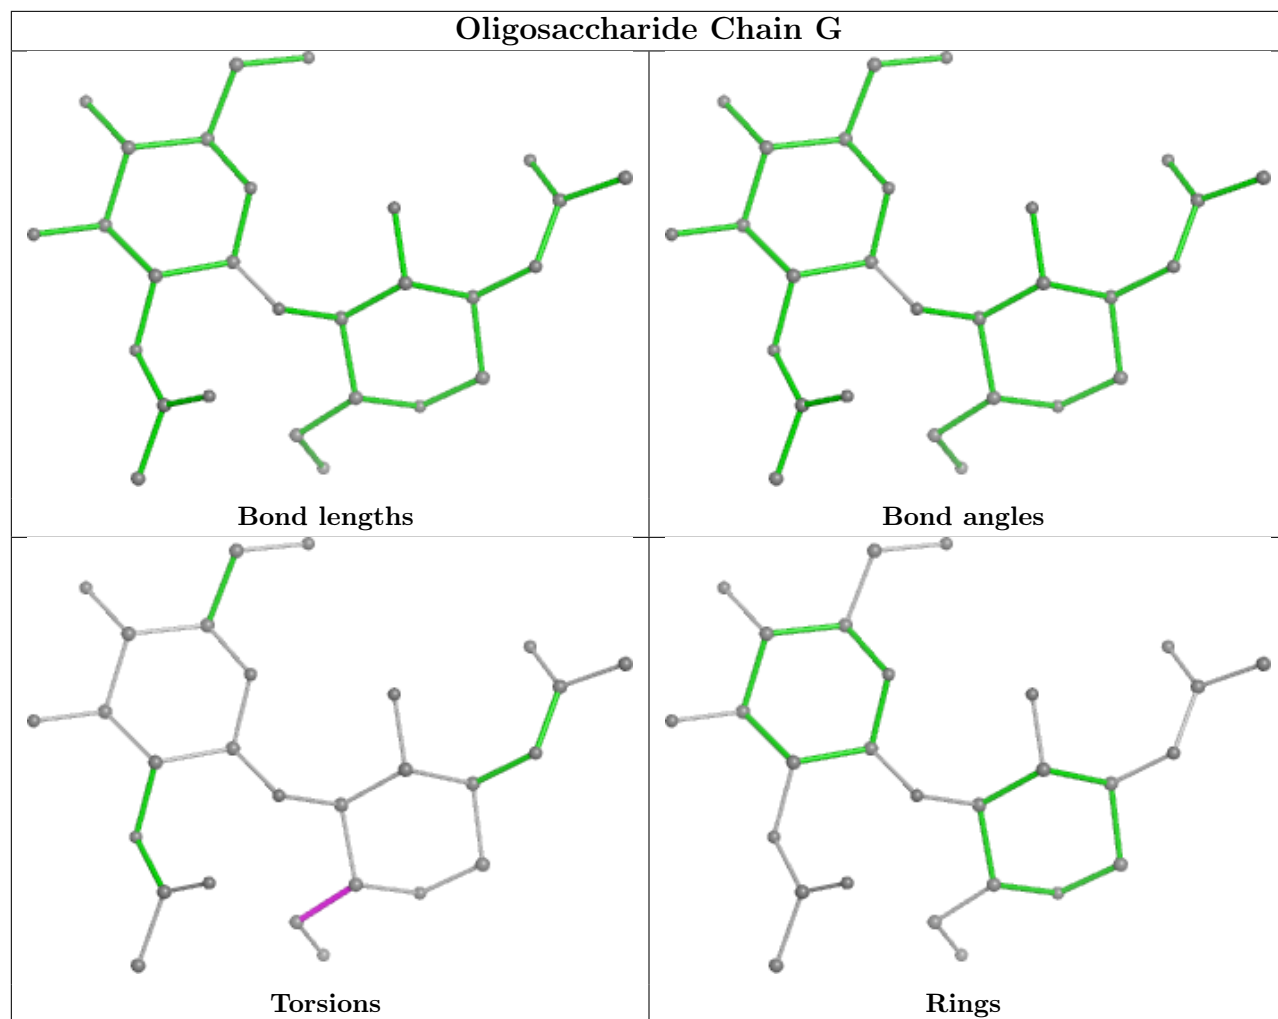 Oligosaccharide Chain G
Bond lengths
Bond angles
Torsions
Rings